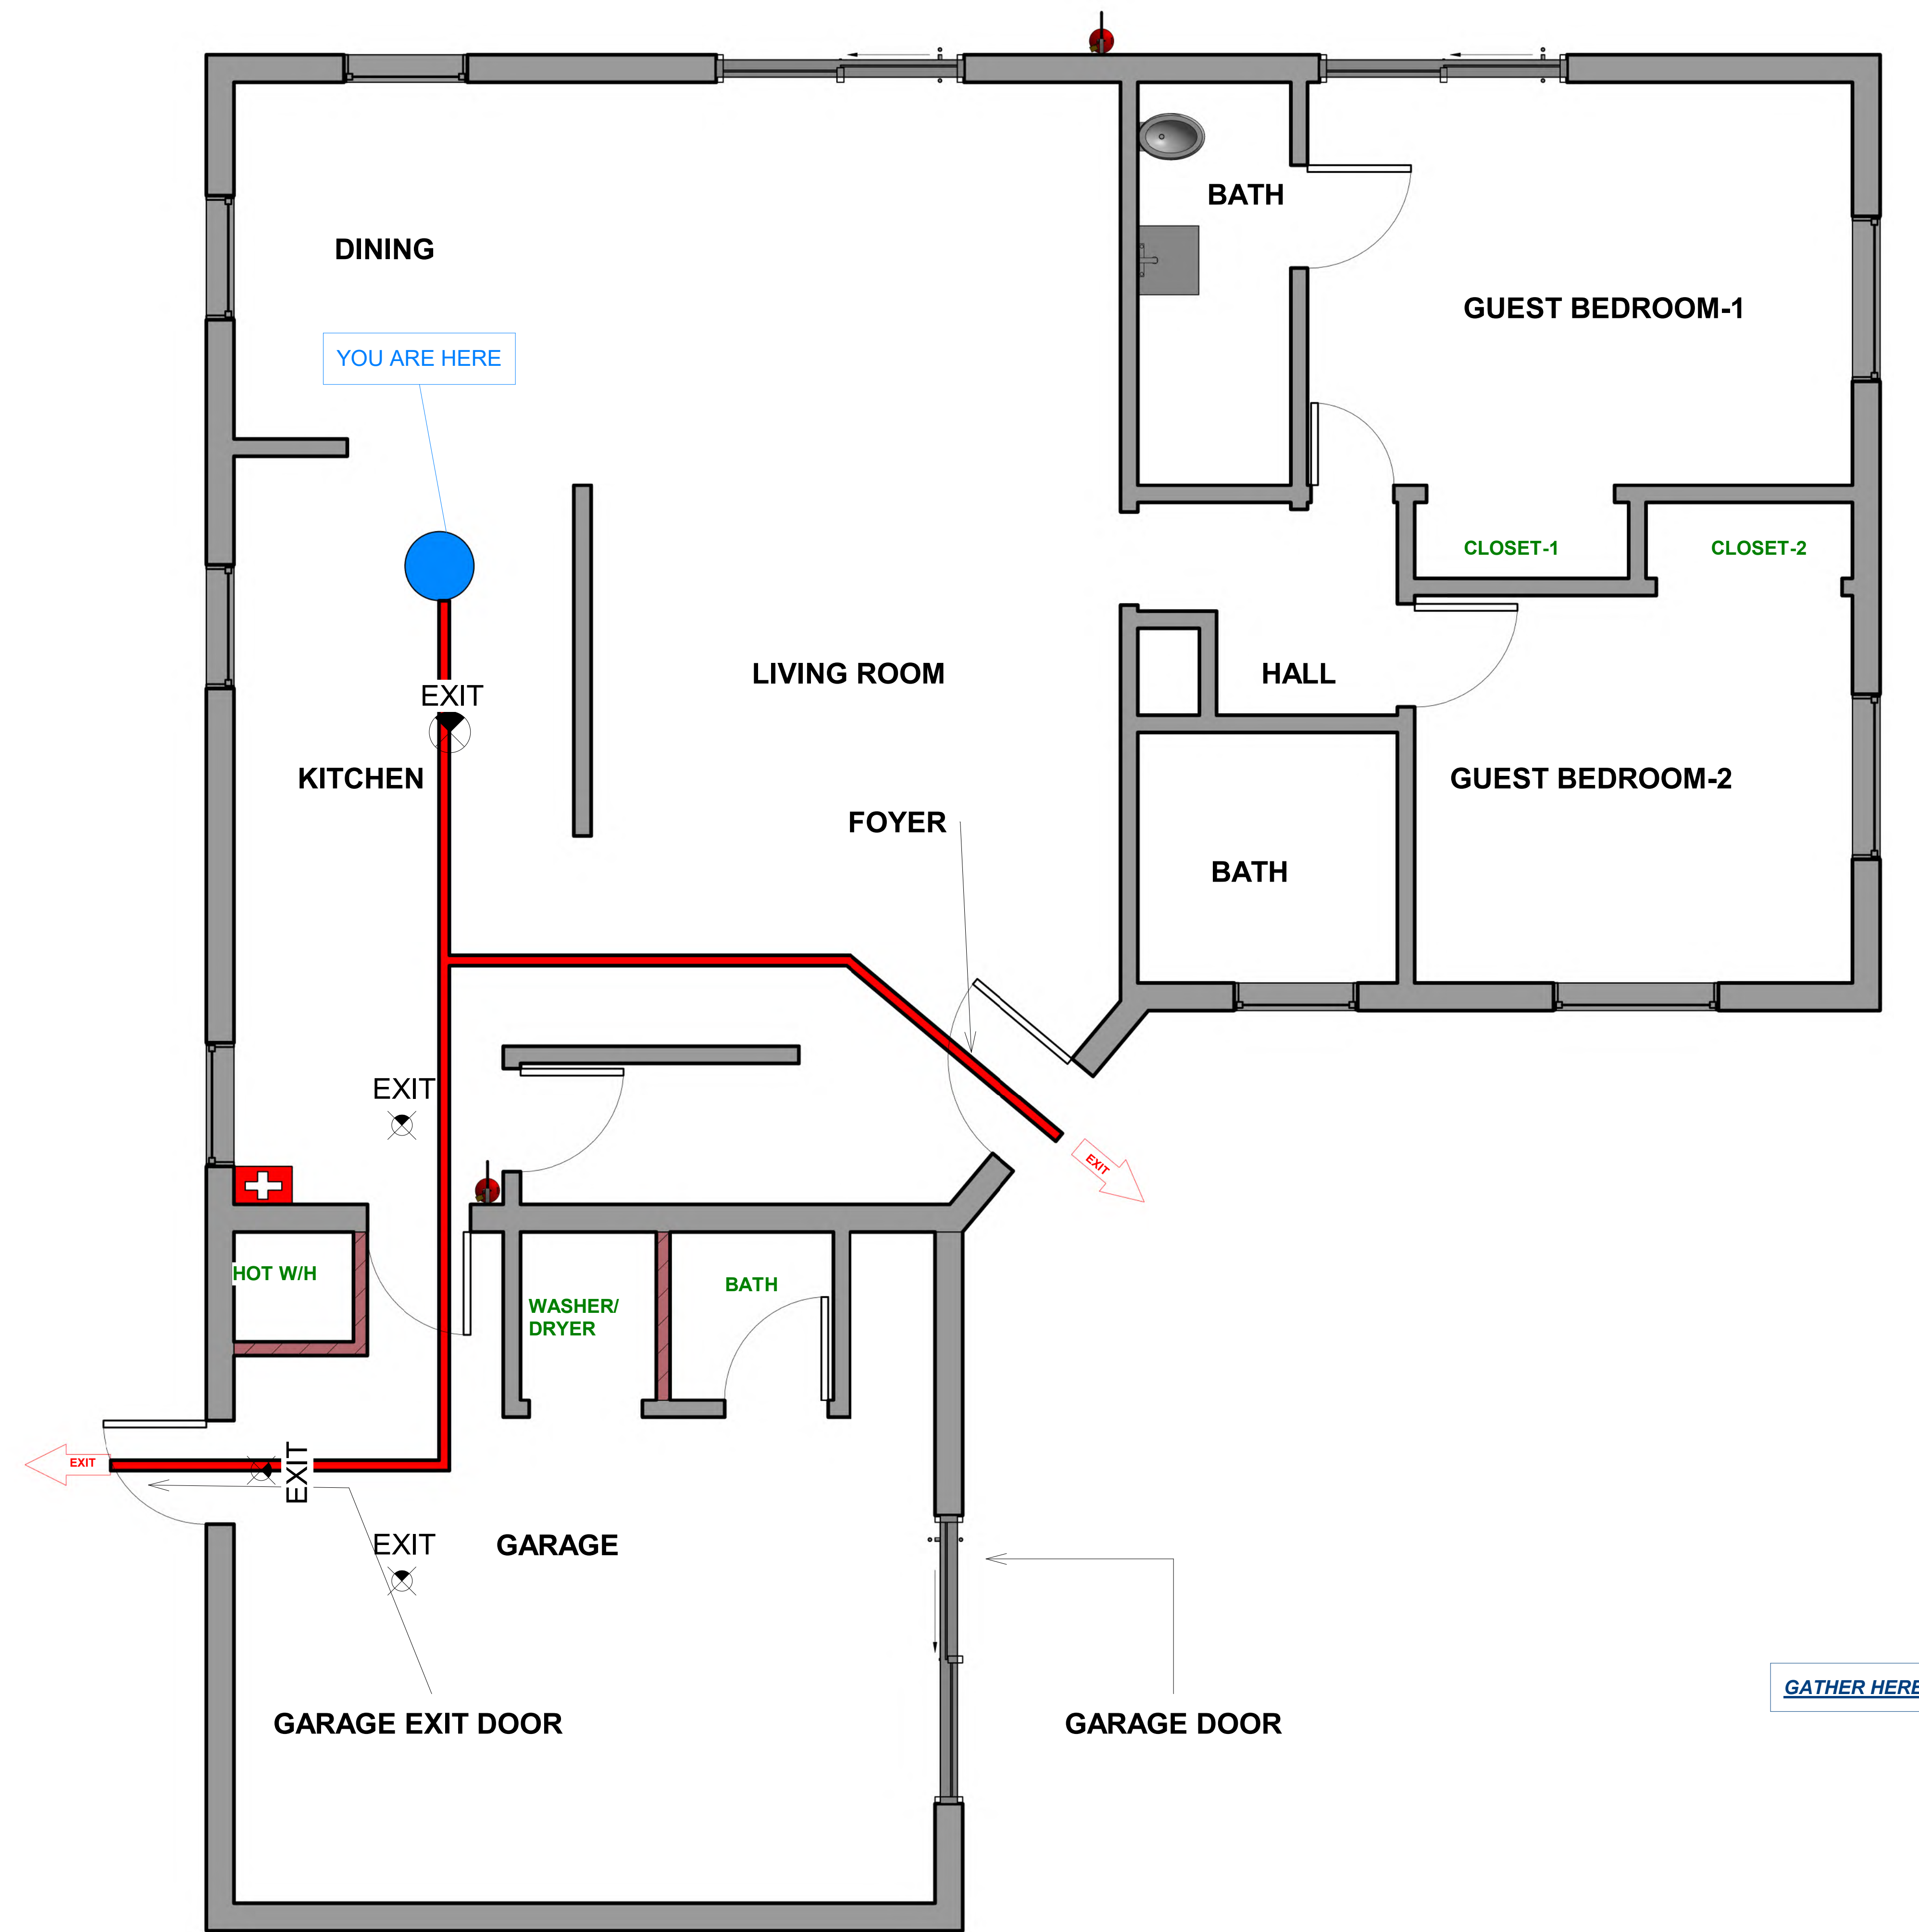 BATH
DINING
GUEST BEDROOM-1
YOU ARE HERE
CLOSET-1
CLOSET-2
LIVING ROOM
HALL
EXIT
KITCHEN
GUEST BEDROOM-2
FOYER
BATH
EXIT
EXIT
HOT W/H
BATH
WASHER/
DRYER
EXIT
EXIT
EXIT
GARAGE
GATHER HERE
GARAGE EXIT DOOR
GARAGE DOOR